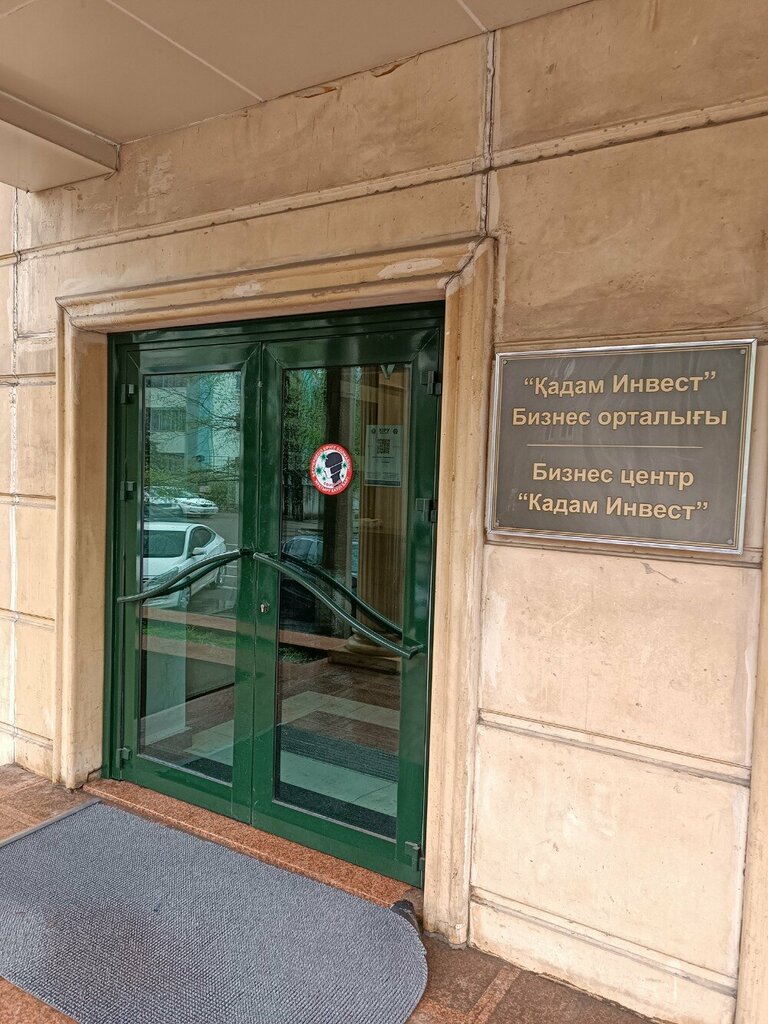 “Қадам Инвест”
Бизнес орталығы
Бизнес центр
“Кадам Инвест”